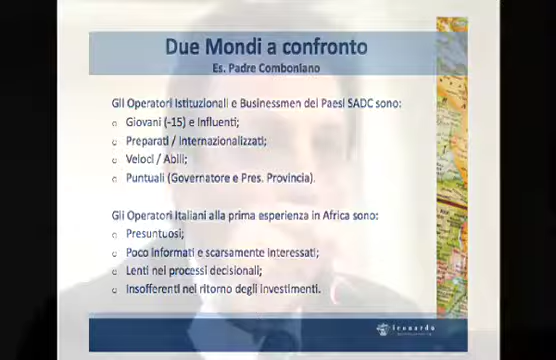 Due Mondi a confronto
Es. Padre Comboniano
Gli Operatori Istituzionali e Businessmen dei Paesi SADC sono:
o Giovani (-15) e Influenti;
o Preparati / Internazionalizzati;
o Veloci / Abili;
o Puntuali (Governatore e Pres. Provincia).
Gli Operatori Italiani alla prima esperienza in Africa sono:
o Presuntuosi;
o Poco informati e scarsamente interessati;
o Lenti nei processi decisionali;
o Insofferenti nel ritorno degli investimenti.
leonardo